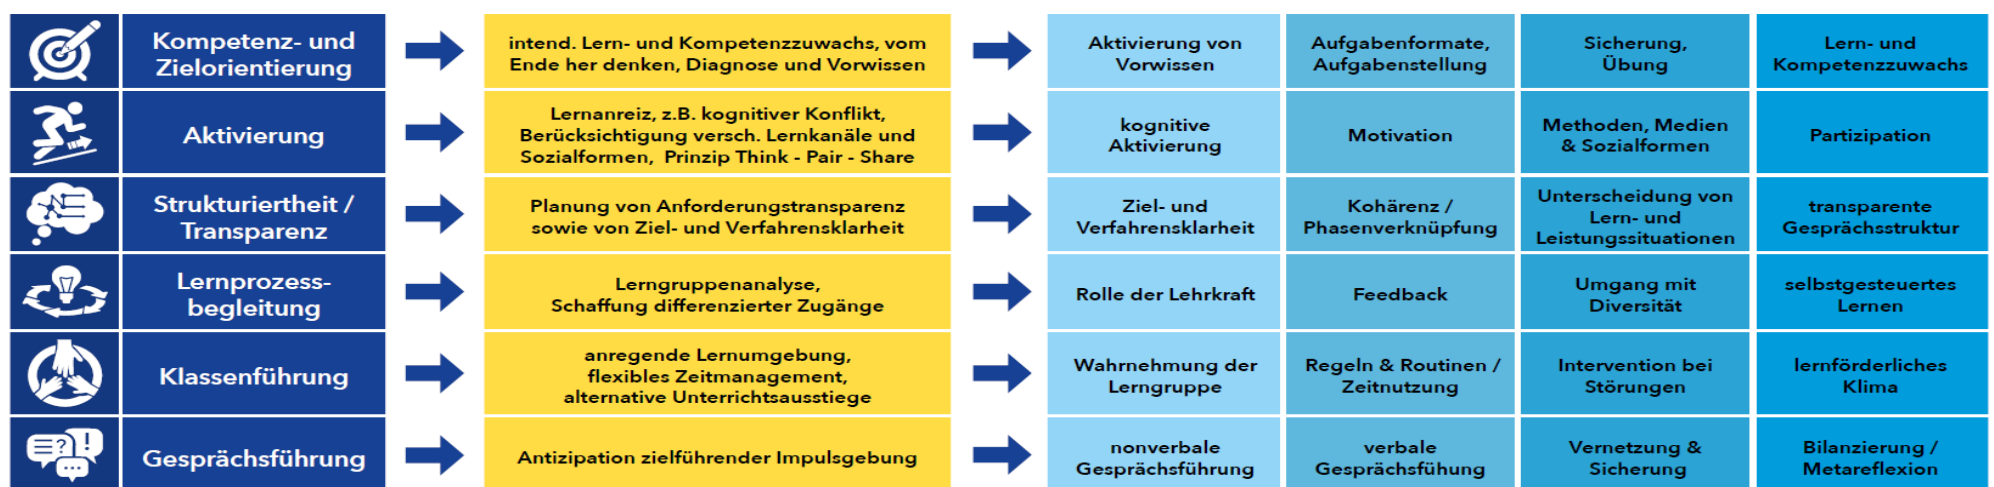 Kompetenz- und
Zielorientierung
intend. Lern- und Kompetenzzuwachs, vom
Ende her denken, Diagnose und Vorwissen
Aktivierung von
Vorwissen
Aufgabenformate,
Aufgabenstellung
Sicherung,
Übung
Lern- und
Kompetenzzuwachs
Aktivierung
Lernanreiz, z.B. kognitiver Konflikt,
Berücksichtigung versch. Lernkanäle und
Sozialformen, Prinzip Think - Pair - Share
kognitive
Aktivierung
Motivation
Methoden, Medien
& Sozialformen
Partizipation
Strukturiertheit /
Transparenz
Planung von Anforderungstransparenz
sowie von Ziel- und Verfahrensklarheit
Ziel- und
Verfahrensklarheit
Kohärenz /
Phasenverknüpfung
Unterscheidung von
Lern- und
Leistungssituationen
transparente
Gesprächsstruktur
Lernprozess-
begleitung
Lerngruppenanalyse,
Schaffung differenzierter Zugänge
Rolle der Lehrkraft
Feedback
Umgang mit
Diversität
selbstgesteuertes
Lernen
Klassenführung
anregende Lernumgebung,
flexibles Zeitmanagement,
alternative Unterrichtsausstiege
Wahrnehmung der
Lerngruppe
Regeln & Routinen /
Zeitnutzung
Intervention bei
Störungen
lernförderliches
Klima
?
!
...
Gesprächsführung
Antizipation zielführender Impulsgebung
nonverbale
Gesprächsführung
verbale
Gesprächsfühung
Vernetzung &
Sicherung
Bilanzierung /
Metareflexion